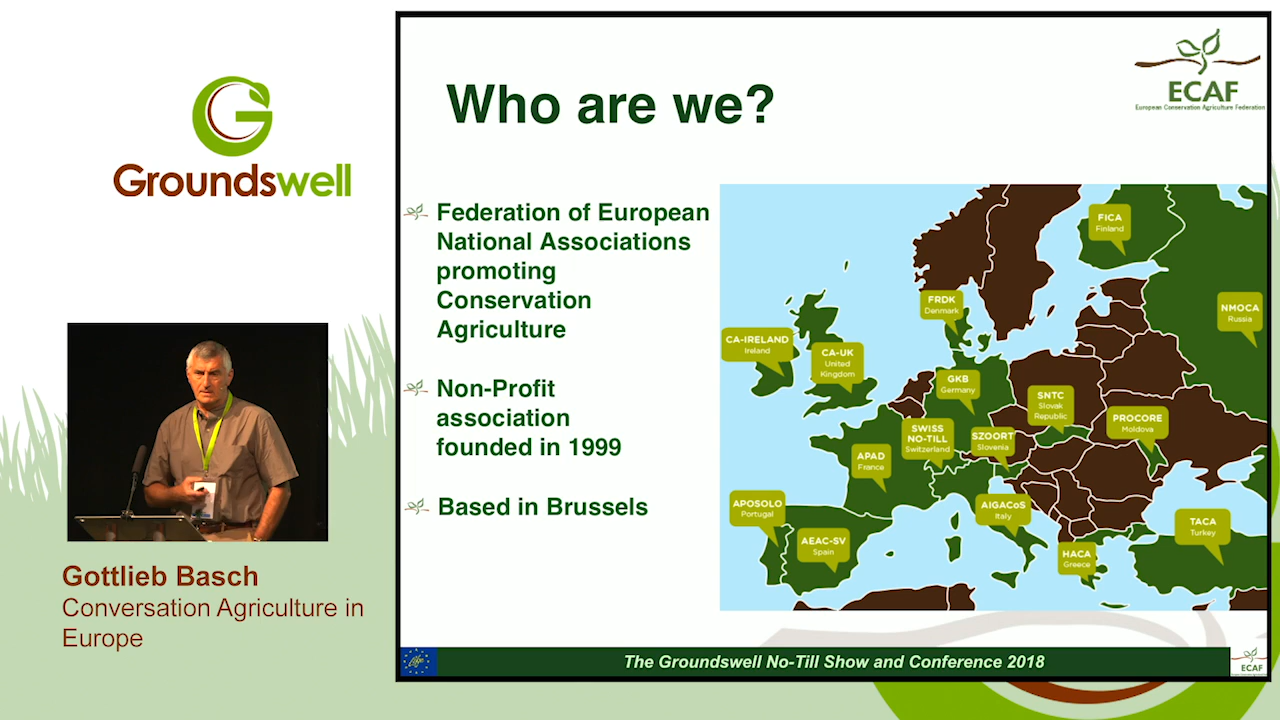 Groundswell
Gottlieb Basch
Conversation Agriculture in
Europe
Who are we?
ECAF
European Conservation Agriculture Federation
Federation of European
National Associations
promoting
Conservation
Agriculture
Non-Profit
association
founded in 1999
Based in Brussels
FICA
Finland
NMOCA
Russia
FRDK
Denmark
CA-IRELAND
Ireland
CA-UK
United
Kingdom
GKB
Germany
SNTC
Slovak
Republic
PROCORE
Moldova
SWISS
NO-TILL
Switzerland
SZOORT
Slovenia
APAD
France
APOSOLO
Portugal
AEAC-SV
Spain
AIGACoS
Italy
HACA
Greece
TACA
Turkey
life
The Groundswell No-Till Show and Conference 2018
ECAF